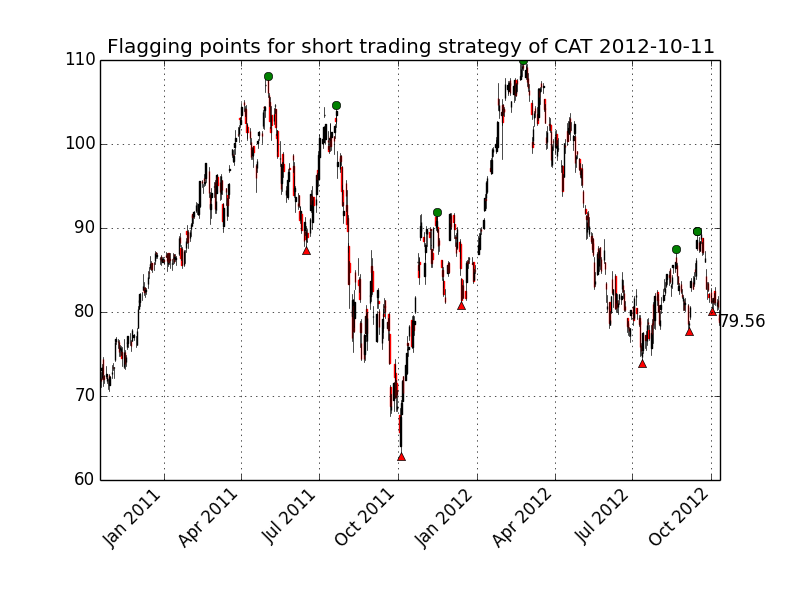 Flagging points for short trading strategy of CAT 2012-10-11
110
100
90
80
70
60
79.56
Jan 2011
Apr 2011
Jul 2011
Oct 2011
Jan 2012
Apr 2012
Jul 2012
Oct 2012